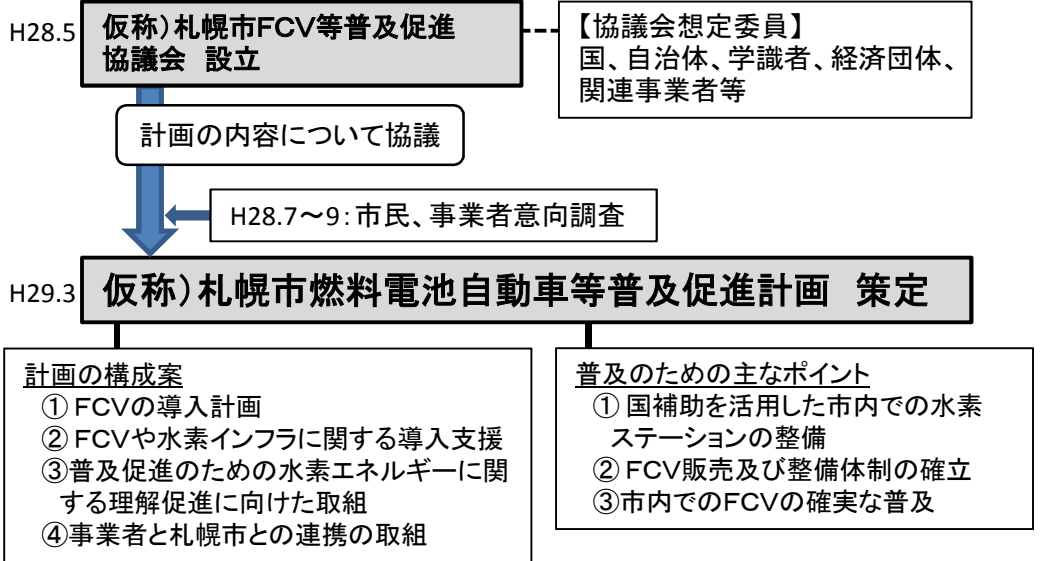 H28.5
仮称)札幌市FCV等普及促進
協議会 設立
【協議会想定委員】
国、自治体、学識者、経済団体、
関連事業者等
計画の内容について協議
H28.7～9:市民、事業者意向調査
H29.3
仮称)札幌市燃料電池自動車等普及促進計画 策定
計画の構成案
① FCVの導入計画
② FCVや水素インフラに関する導入支援
③普及促進のための水素エネルギーに関
する理解促進に向けた取組
④事業者と札幌市との連携の取組
普及のための主なポイント
① 国補助を活用した市内での水素
ステーションの整備
② FCV販売及び整備体制の確立
③市内でのFCVの確実な普及